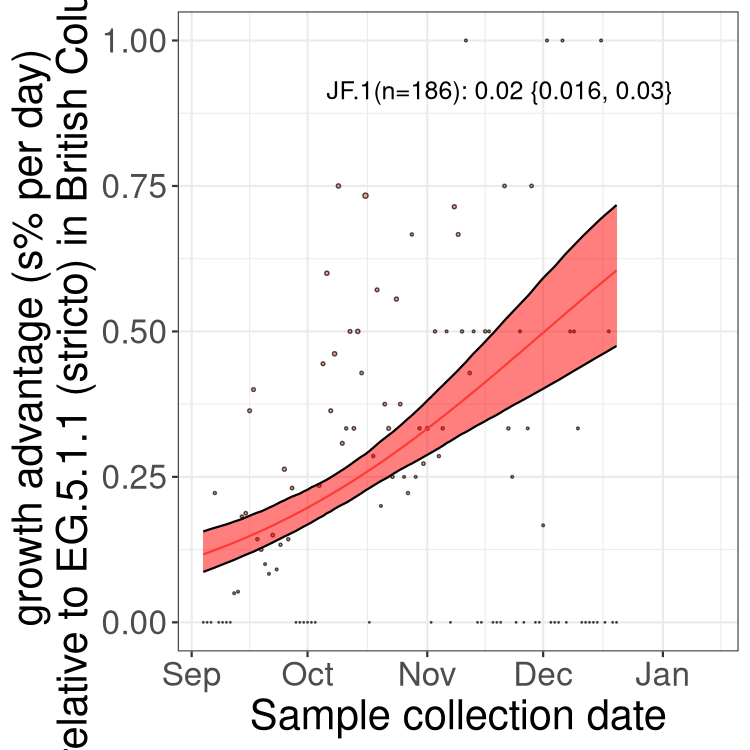 growth advantage (s% per day)
relative to EG.5.1.1 (stricto) in British
1.00
0.75
0.50
0.25
0.00
JF.1(n=186): 0.02 {0.016, 0.03}
Sep Oct Nov Dec Jan
Sample collection date